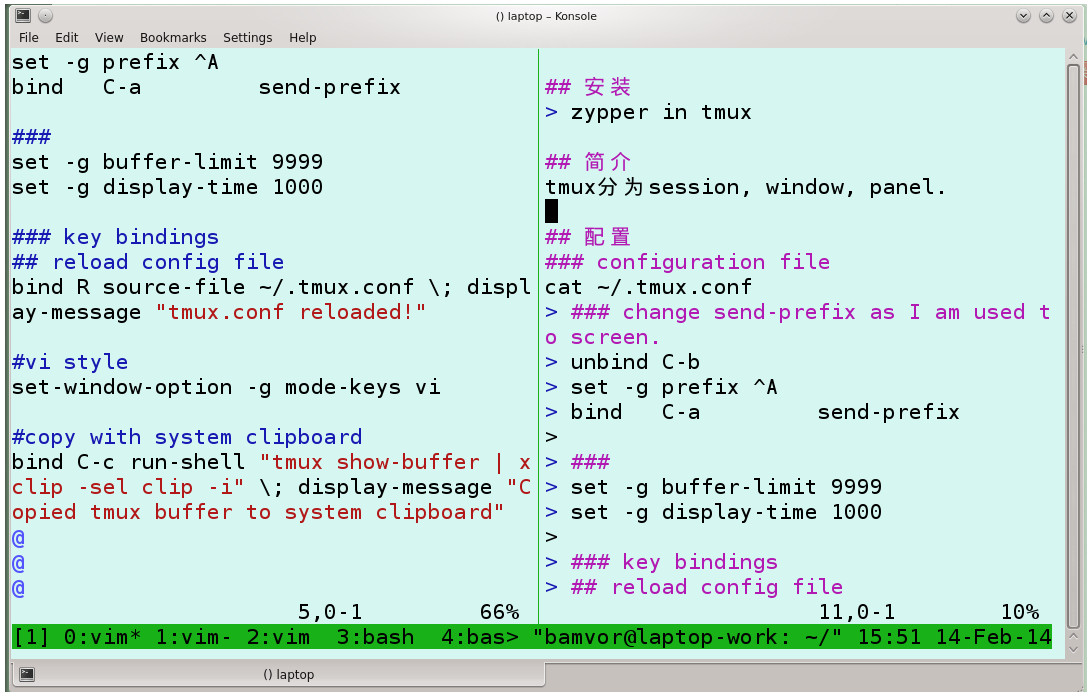 () laptop – Konsole
File Edit View Bookmarks Settings Help
set -g prefix ^A
bind   C-a         send-prefix

###
set -g buffer-limit 9999
set -g display-time 1000

### key bindings
## reload config file
bind R source-file ~/.tmux.conf \; displ
ay-message "tmux.conf reloaded!"

#vi style
set-window-option -g mode-keys vi

#copy with system clipboard
bind C-c run-shell "tmux show-buffer | x
clip -sel clip -i" \; display-message "C
opied tmux buffer to system clipboard"
@
@
@
5,0-1         66%
## 安装
> zypper in tmux

## 简介
tmux分为session, window, panel.

## 配置
### configuration file
cat ~/.tmux.conf
> ### change send-prefix as I am used t
o screen.
> unbind C-b
> set -g prefix ^A
> bind   C-a         send-prefix
>
> ###
> set -g buffer-limit 9999
> set -g display-time 1000
>
> ### key bindings
> ## reload config file
11,0-1        10%
[1] 0:vim* 1:vim- 2:vim  3:bash  4:bas> "bamvor@laptop-work: ~/" 15:51 14-Feb-14
() laptop